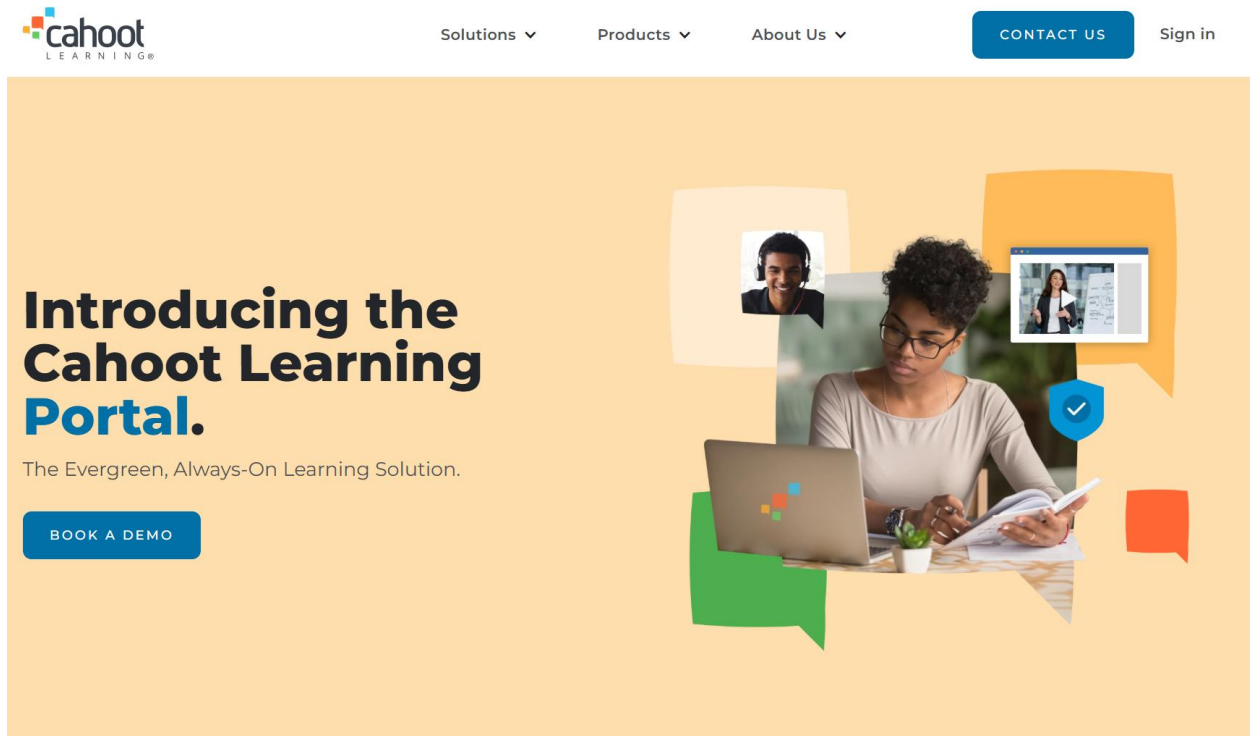 cahoot
LEARNING®
Solutions
Products
About Us
CONTACT US
Sign in
Introducing the
Cahoot Learning
Portal.
The Evergreen, Always-On Learning Solution.
BOOK A DEMO